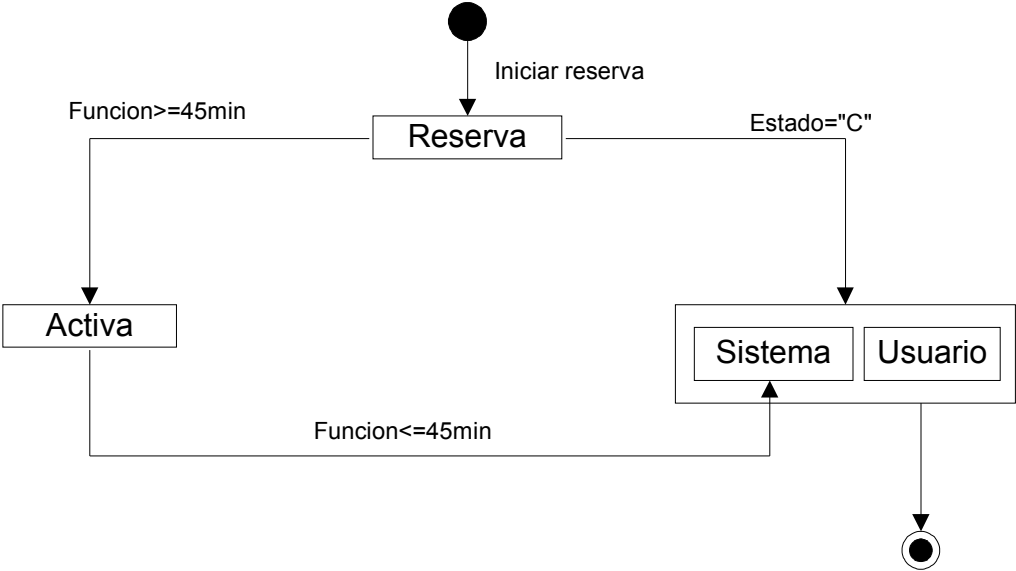 Iniciar reserva
Funcion>=45min
Estado="C"
Reserva
Activa
Sistema
Usuario
Funcion<=45min